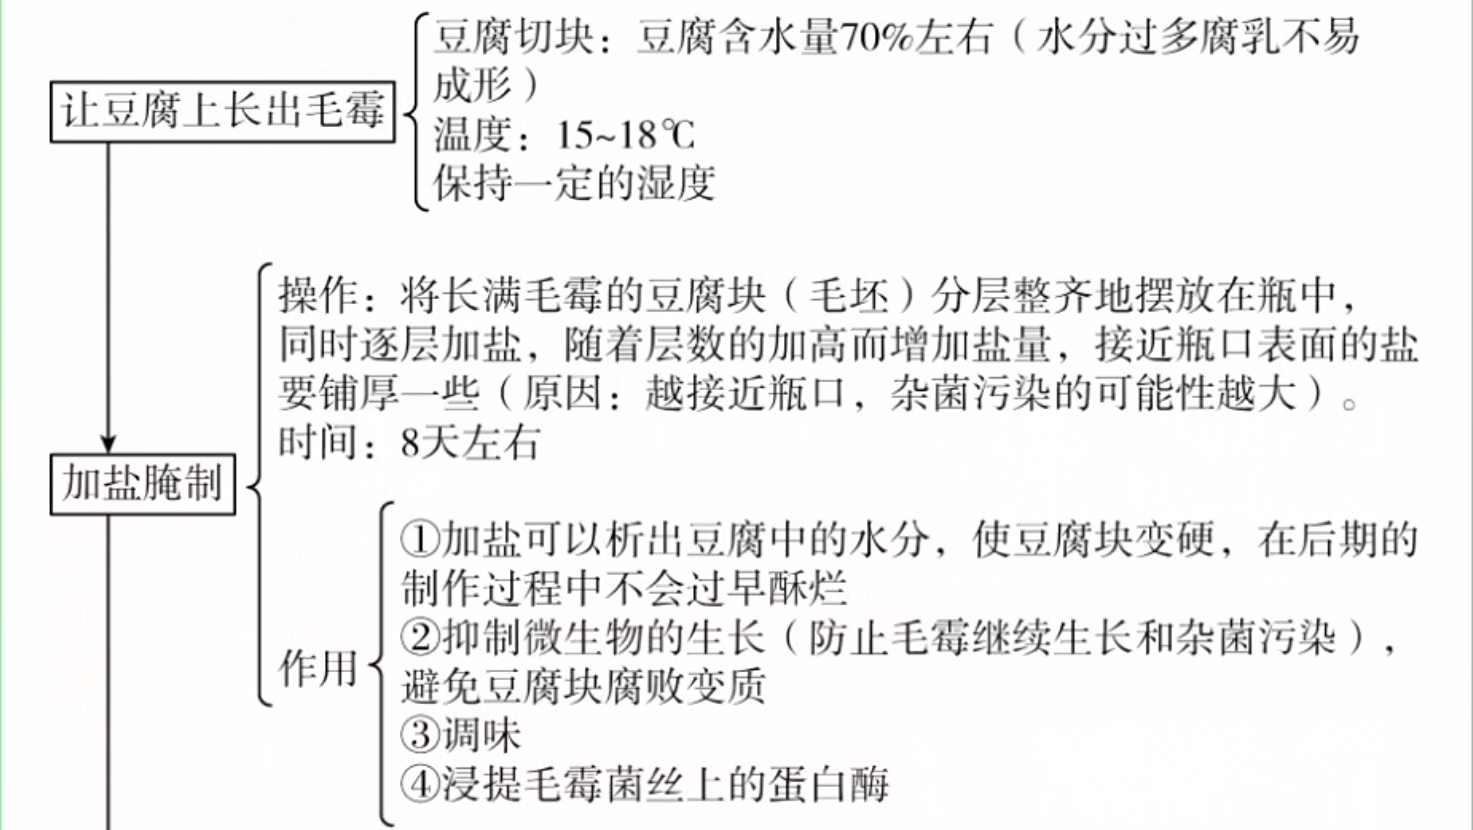 豆腐切块：豆腐含水量70%左右（水分过多腐乳不易
成形）
让豆腐上长出毛霉
温度：15~18℃
保持一定的湿度
操作：将长满毛霉的豆腐块（毛坯）分层整齐地摆放在瓶中，
同时逐层加盐，随着层数的加高而增加盐量，接近瓶口表面的盐
要铺厚一些（原因：越接近瓶口，杂菌污染的可能性越大）。
时间：8天左右
加盐腌制
①加盐可以析出豆腐中的水分，使豆腐块变硬，在后期的
制作过程中不会过早酥烂
②抑制微生物的生长（防止毛霉继续生长和杂菌污染），
作用
避免豆腐块腐败变质
③调味
④浸提毛霉菌丝上的蛋白酶